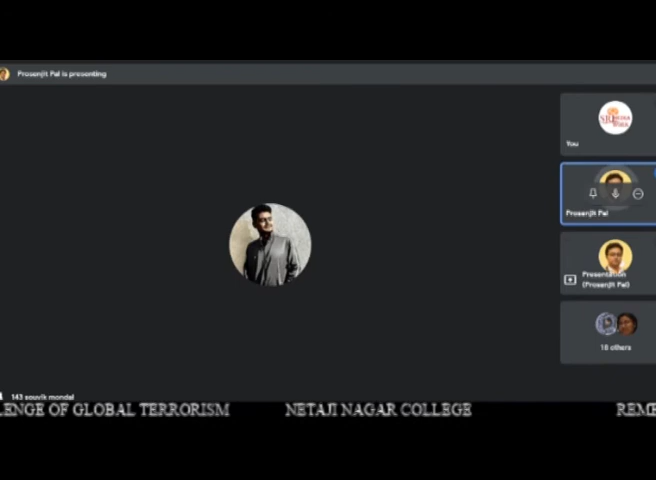 Prosenjit Pal is presenting
You
Prosenjit Pal
Presentation
(Prosenjit Pal)
18 others
143 souvik mondal
LENGE OF GLOBAL TERRORISM NETAJI NAGAR COLLEGE REME